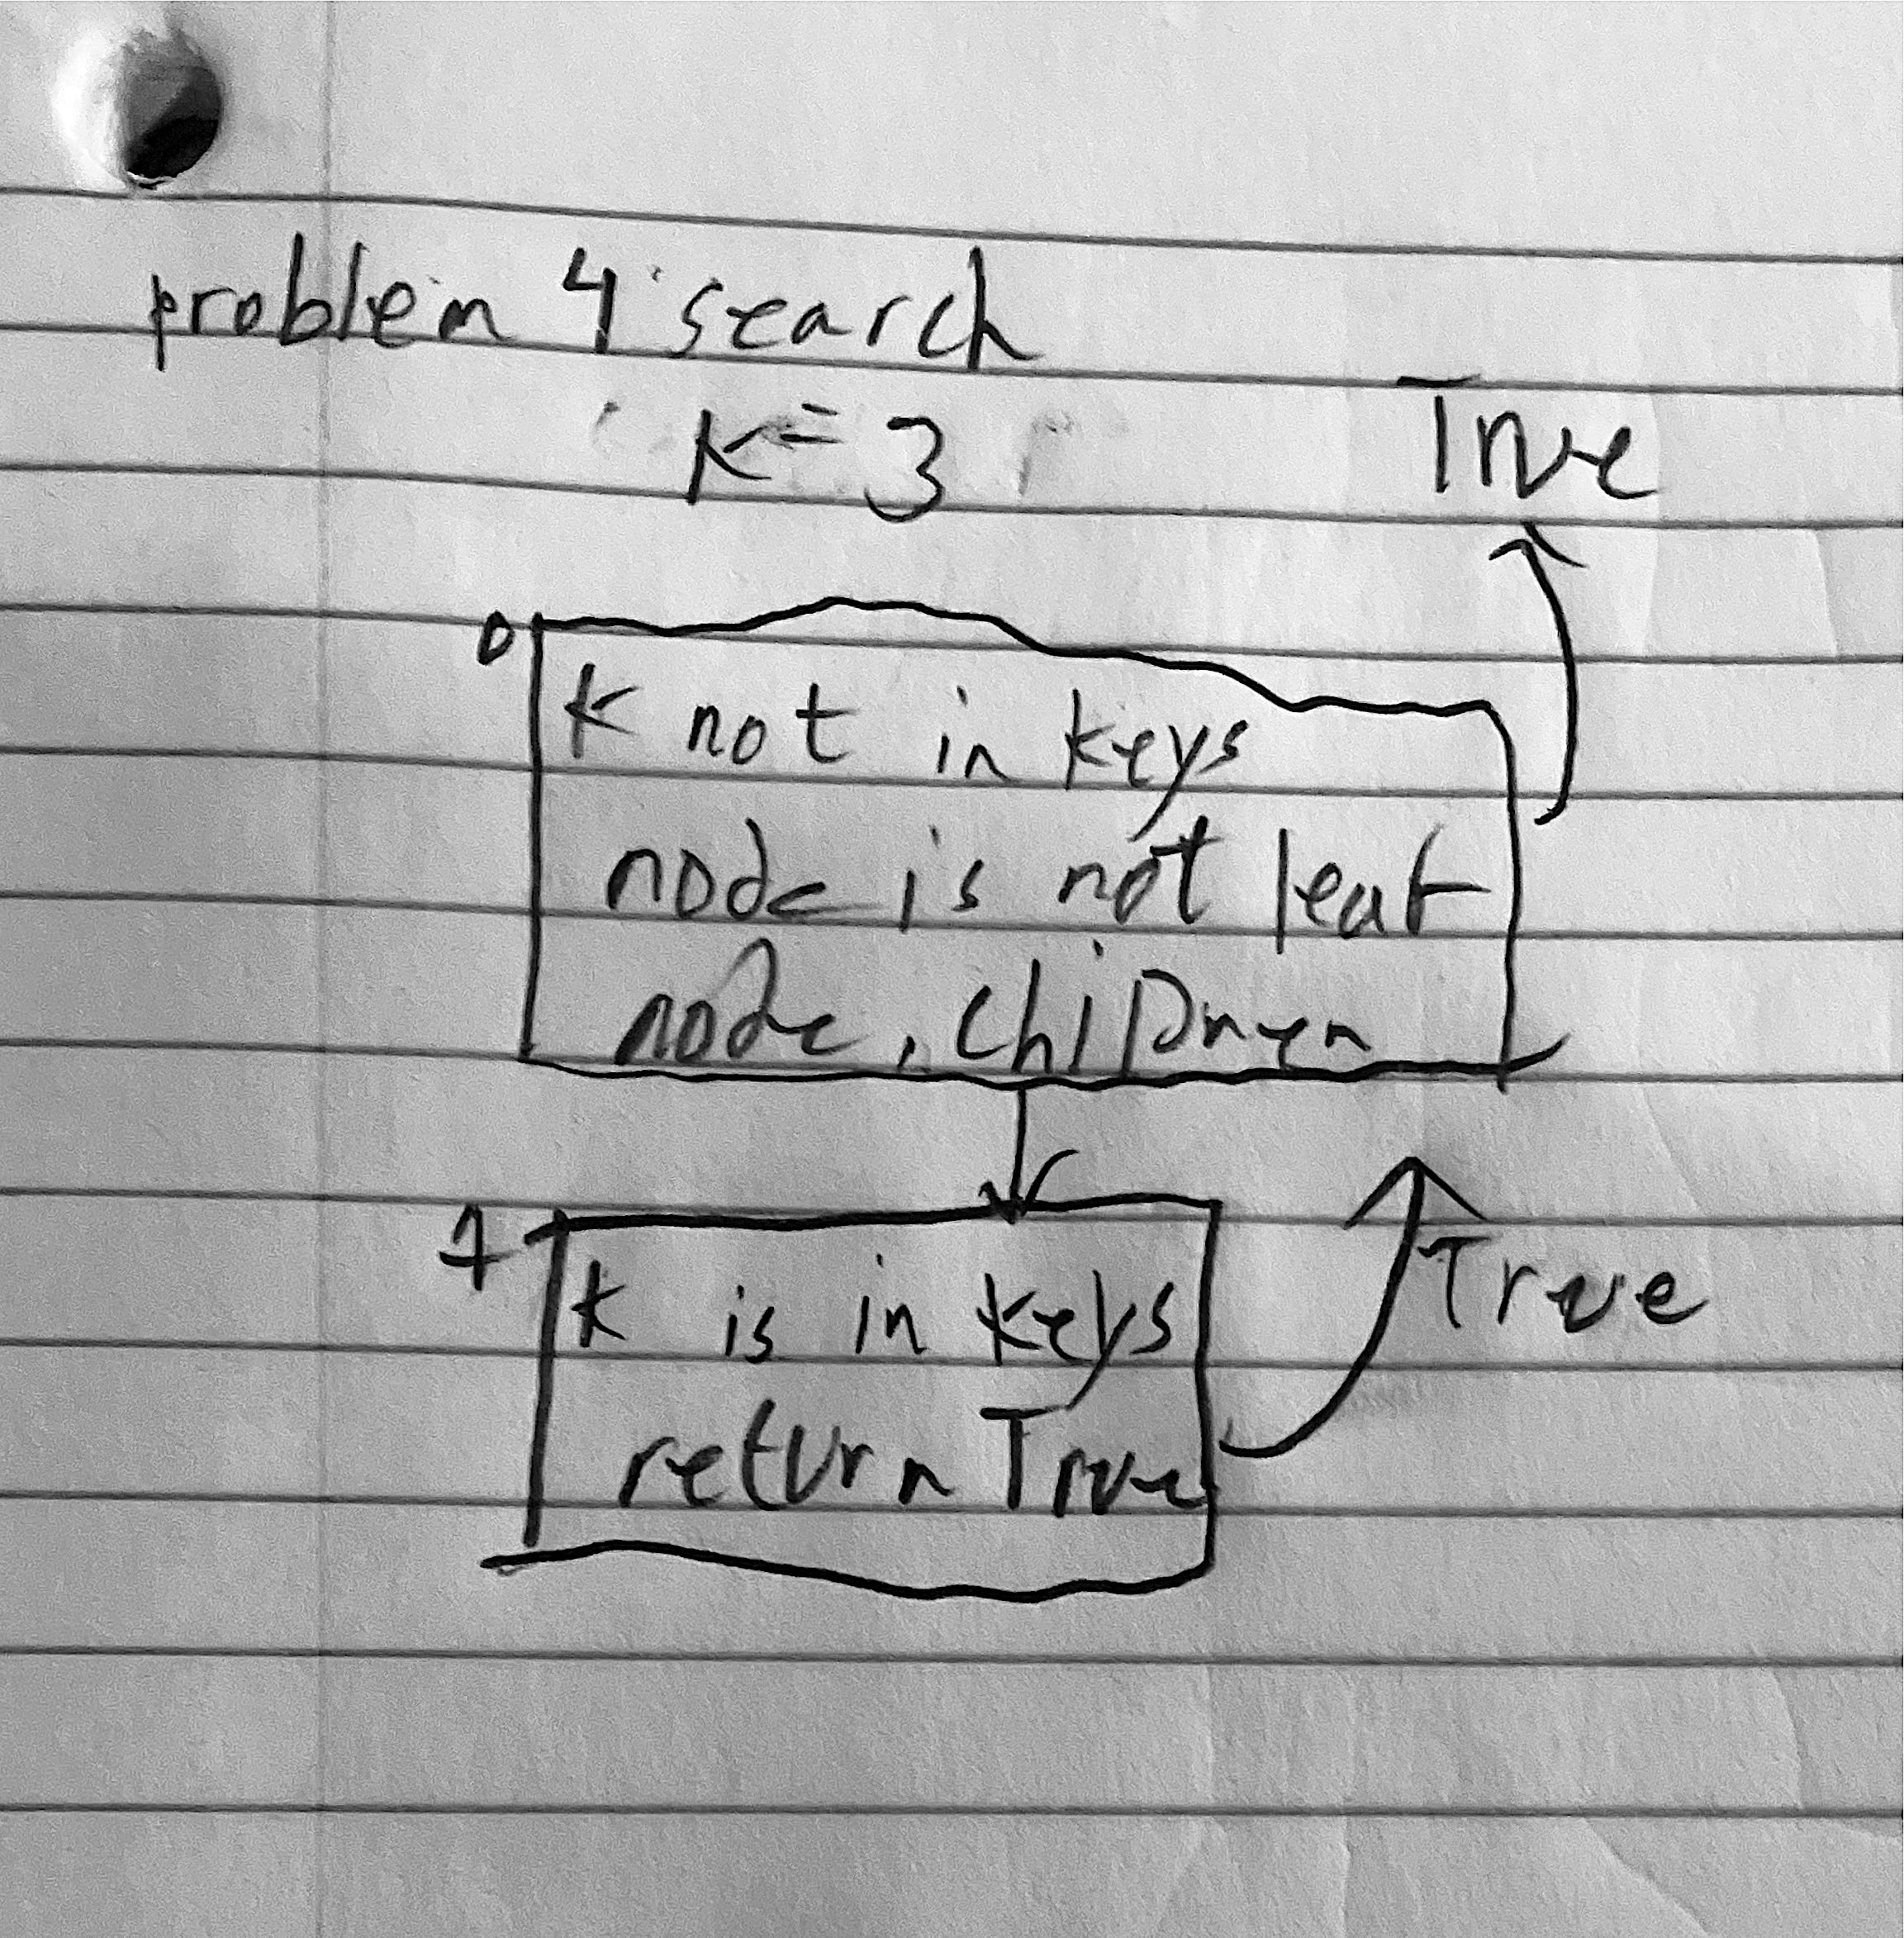 problem 4 search
K = 3
True
0
K not in keys
node is not leaf
node.children
1
K is in keys
return True
True